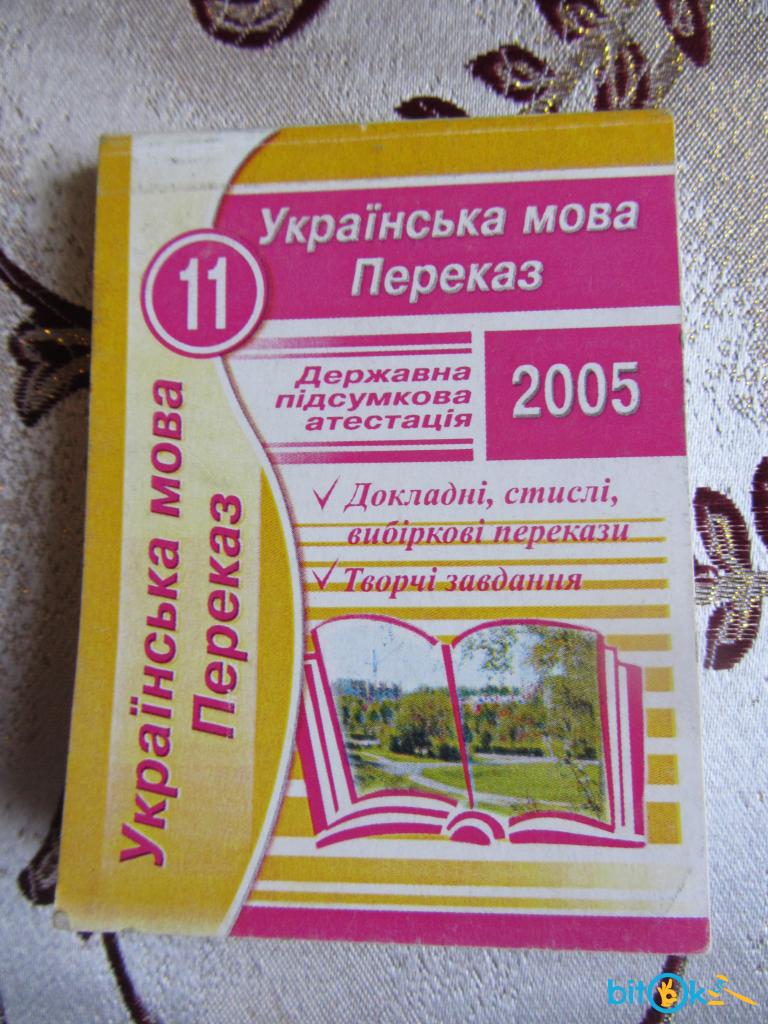 Українська мова
Переказ
11
Державна
підсумкова
атестація
2005
Докладні, стислі,
вибіркові перекази
Творчі завдання
Українська мова
Переказ
bitOk